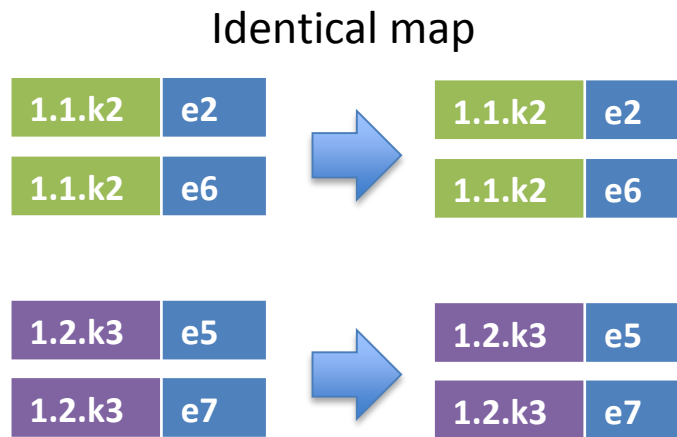 Identical map
1.1.k2 e2 1.1.k2 e2
1.1.k2 e6 1.1.k2 e6
1.2.k3 e5 1.2.k3 e5
1.2.k3 e7 1.2.k3 e7